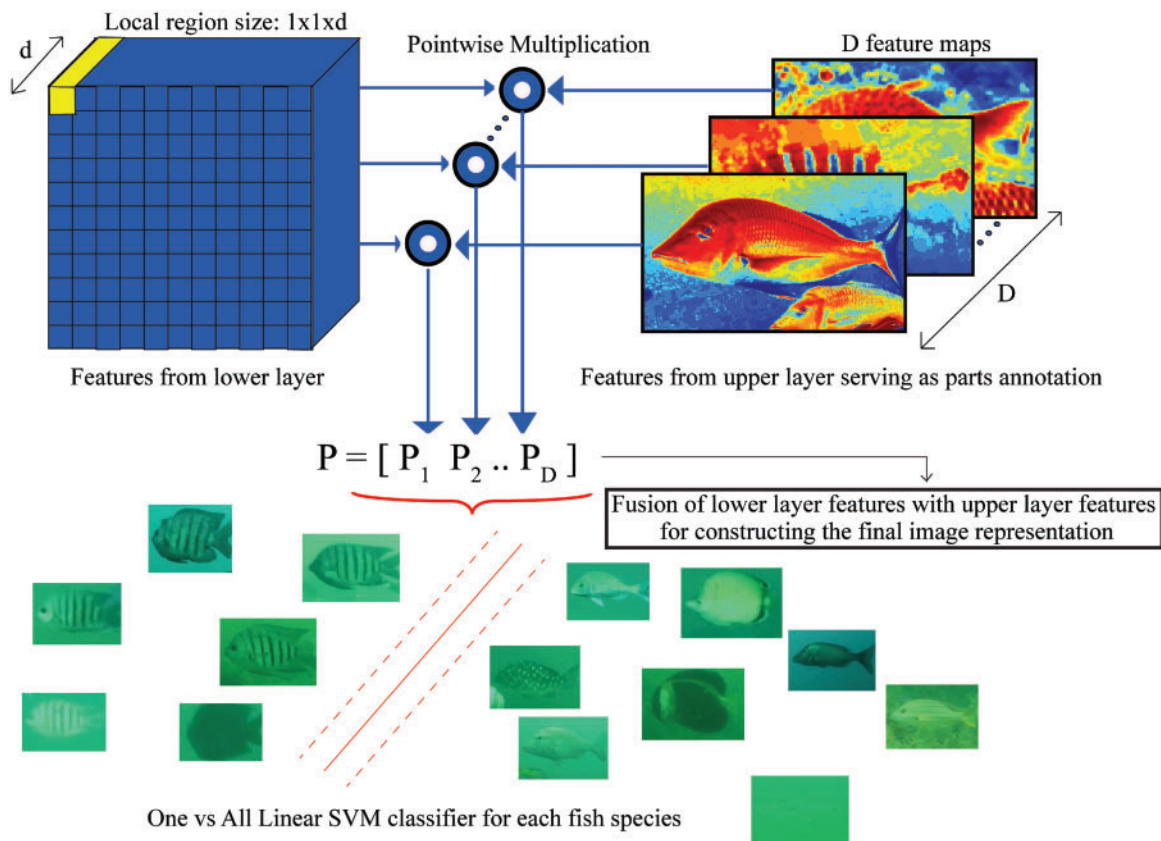 Local region size: 1x1xd
d
Pointwise Multiplication
D feature maps
D
Features from lower layer
Features from upper layer serving as parts annotation
P = [ P1 P2 .. PD ]
Fusion of lower layer features with upper layer features
for constructing the final image representation
One vs All Linear SVM classifier for each fish species